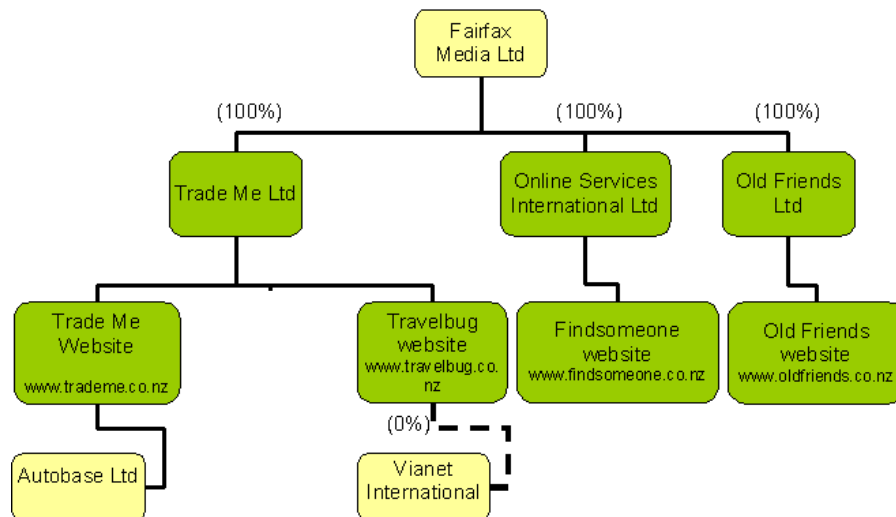 Fairfax
Media Ltd
(100%)
(100%)
(100%)
Trade Me Ltd
Online Services
International Ltd
Old Friends
Ltd
Trade Me
Website
www.trademe.co.nz
Travelbug
website
www.travelbug.co.
nz
Findsomeone
website
www.findsomeone.co.nz
Old Friends
website
www.oldfriends.co.nz
(0%)
Autobase Ltd
Vianet
International